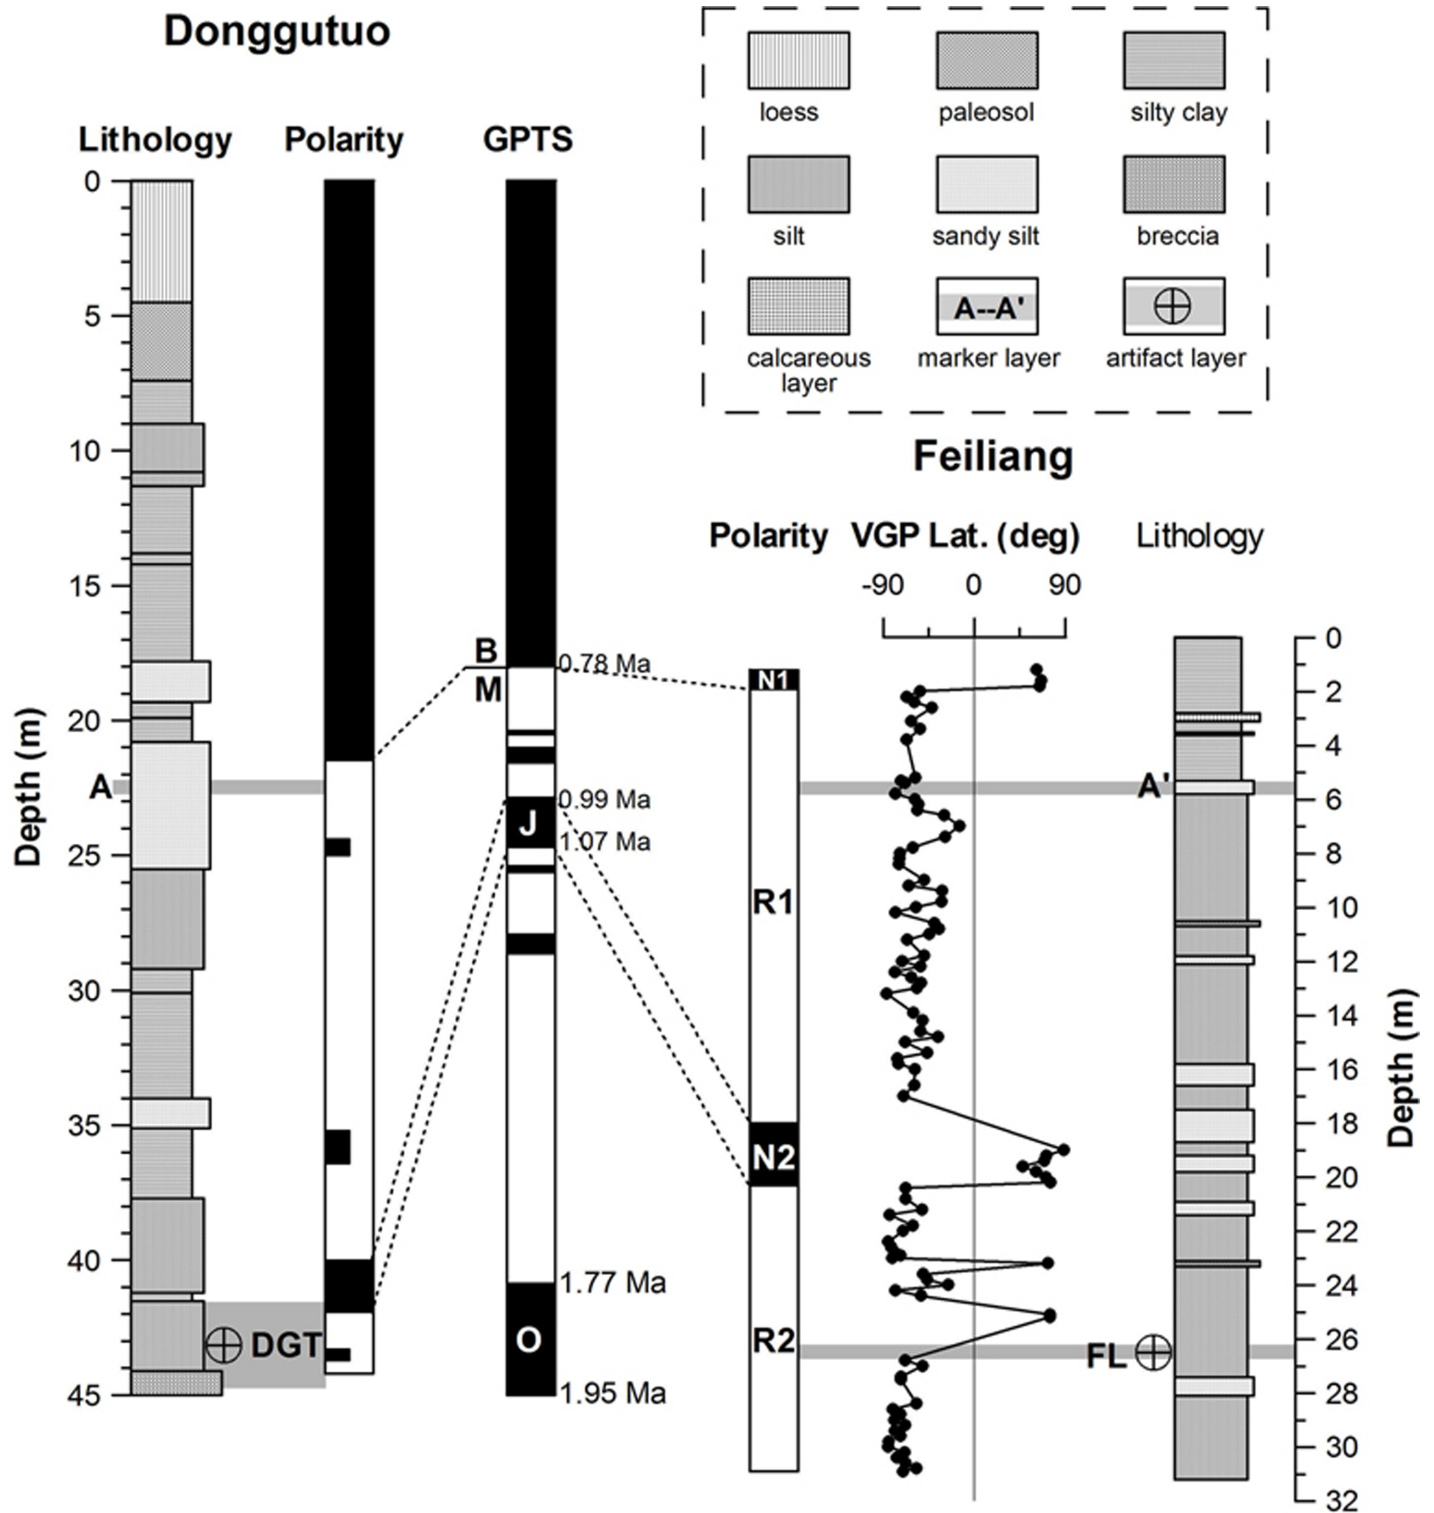 Donggutuo
loess
paleosol
silty clay
silt
sandy silt
breccia
A--A'
calcareous
layer
marker layer
artifact layer
Lithology
Polarity
GPTS
0
5
10
15
20
25
30
35
40
45
Depth (m)
A
DGT
B
M
0.78 Ma
0.99 Ma
J
1.07 Ma
1.77 Ma
O
1.95 Ma
Feiliang
Polarity
VGP Lat. (deg)
Lithology
-90
0
90
N1
R1
N2
R2
A'
FL
0
2
4
6
8
10
12
14
16
18
20
22
24
26
28
30
32
Depth (m)